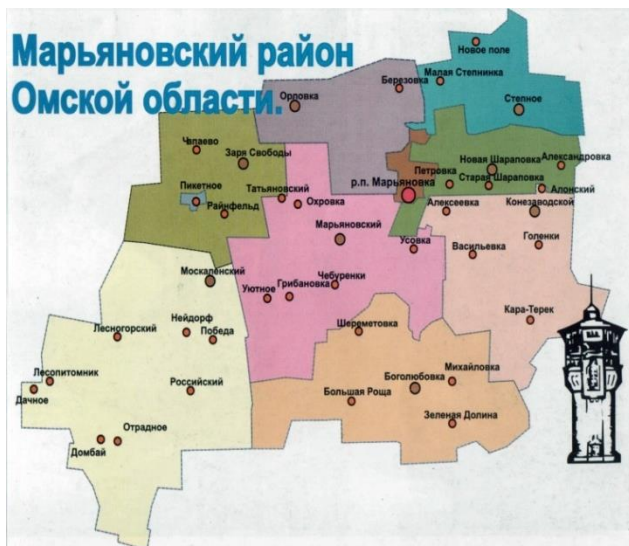 Марьяновский район
Омской области.
Новое поле
Березовка
Малая Степнинка
Орловка
Степное
Чапаево
Заря Свободы
Новая Шараповка
Александровка
Петровка
Старая Шараповка
Пикетное
Татьяновский
р.п. Марьяновка
Алонский
Райнфельд
Охровка
Алексеевка
Конезаводской
Марьяновский
Усовка
Васильевка
Голенки
Москаленский
Чебуренки
Уютное
Грибановка
Кара-Терек
Лесногорский
Нейдорф
Победа
Шереметовка
Лесопитомник
Дачное
Российский
Большая Роща
Боголюбовка
Михайловка
Зеленая Долина
Отрадное
Домбай